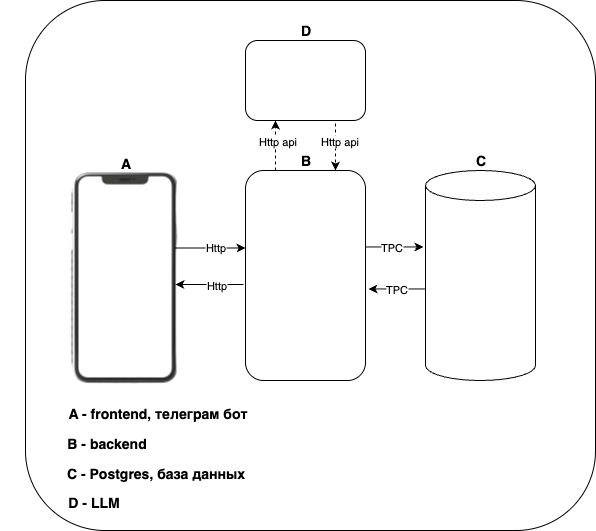 D
Http api Http api
A B C
Http TPC
Http TPC
A - frontend, телеграм бот
B - backend
C - Postgres, база данных
D - LLM